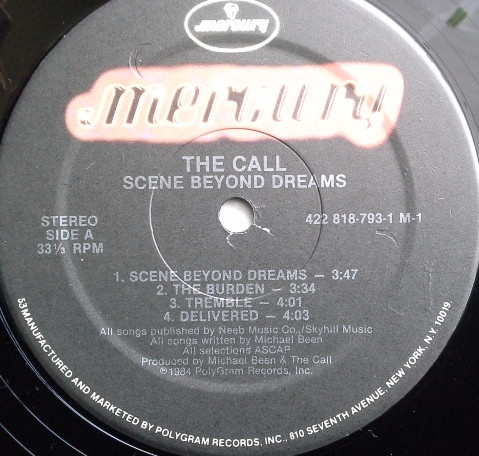 mercury
mercury
THE CALL
SCENE BEYOND DREAMS
STEREO
SIDE A
33⅓ RPM
422 818-793-1 M-1
1. SCENE BEYOND DREAMS – 3:47
2. THE BURDEN – 3:34
3. TREMBLE – 4:01
4. DELIVERED – 4:03
All songs published by Neeb Music Co./Skyhill Music
All songs written by Michael Been
All selections ASCAP
Produced by Michael Been & The Call
℗1984 PolyGram Records, Inc.
53 MANUFACTURED AND MARKETED BY POLYGRAM RECORDS, INC., 810 SEVENTH AVENUE, NEW YORK, N.Y. 10019